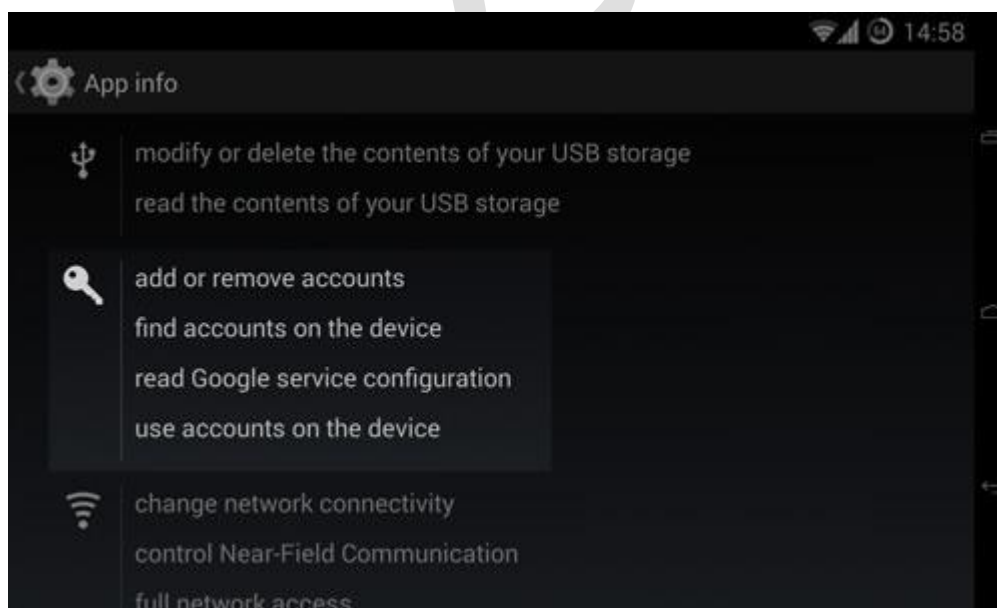 14:58
App info
modify or delete the contents of your USB storage
read the contents of your USB storage
add or remove accounts
find accounts on the device
read Google service configuration
use accounts on the device
change network connectivity
control Near-Field Communication
full network access